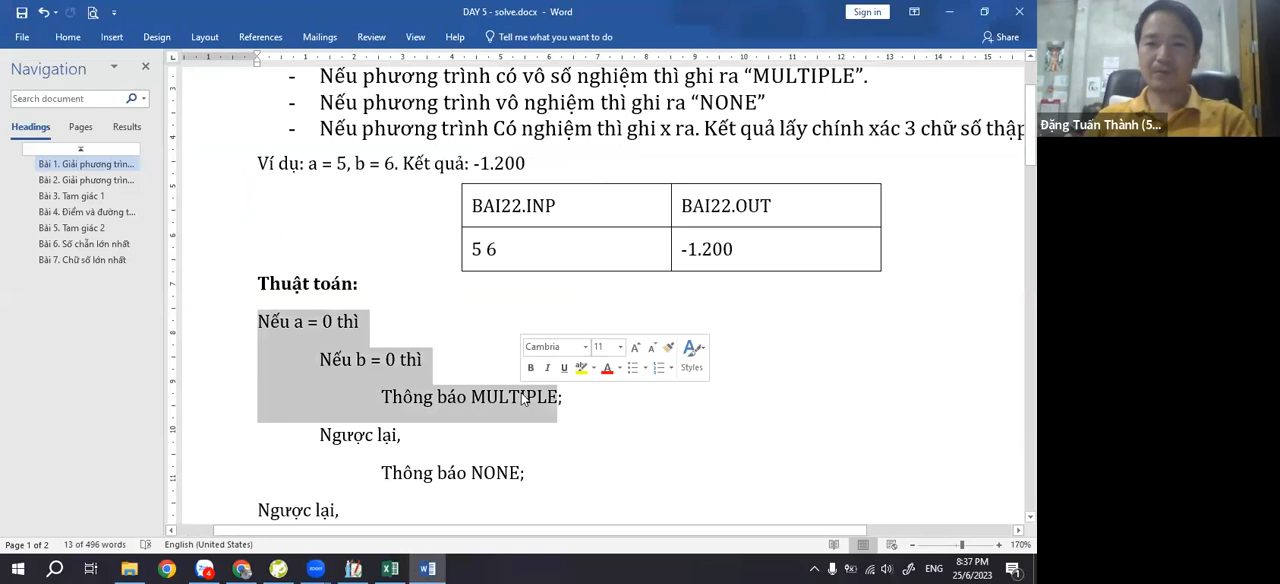 DAY 5 - solve.docx - Word
Sign in
File Home Insert Design Layout References Mailings Review View Help Tell me what you want to do Share
Navigation
Search document
Headings Pages Results
Bài 1. Giải phương trìn...
Bài 2. Giải phương trìn...
Bài 3. Tam giác 1
Bài 4. Điểm và đường t...
Bài 5. Tam giác 2
Bài 6. Số chẵn lớn nhất
Bài 7. Chữ số lớn nhất
- Nếu phương trình có vô số nghiệm thì ghi ra “MULTIPLE”.
- Nếu phương trình vô nghiệm thì ghi ra “NONE”
- Nếu phương trình Có nghiệm thì ghi x ra. Kết quả lấy chính xác 3 chữ số thập
Ví dụ: a = 5, b = 6. Kết quả: -1.200
BAI22.INP BAI22.OUT
5 6 -1.200
Thuật toán:
Nếu a = 0 thì
Nếu b = 0 thì
Thông báo MULTIPLE;
Ngược lại,
Thông báo NONE;
Ngược lại,
Cambria 11
B I U Styles
Đặng Tuấn Thành (5...
Page 1 of 2 13 of 496 words English (United States) 170%
4 ENG 8:37 PM
25/6/2023 1